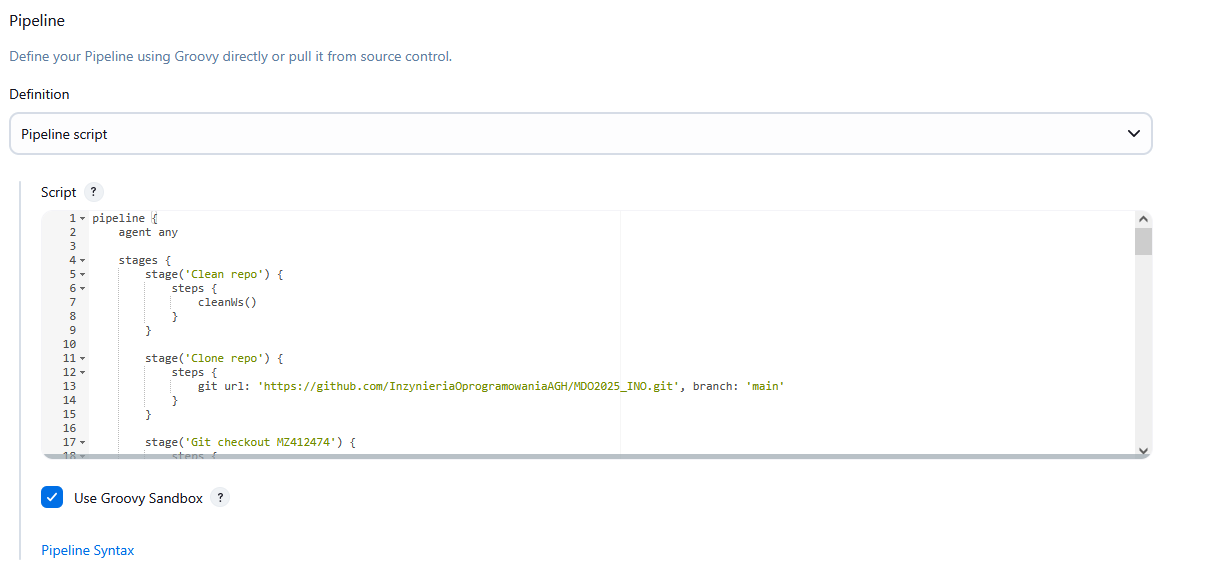 Pipeline
Define your Pipeline using Groovy directly or pull it from source control.
Definition
Pipeline script
Script ?
1 pipeline {
2     agent any
3
4     stages {
5         stage('Clean repo') {
6             steps {
7                 cleanWs()
8             }
9         }
10
11         stage('Clone repo') {
12             steps {
13                 git url: 'https://github.com/InzynieriaOprogramowaniaAGH/MDO2025_INO.git', branch: 'main'
14             }
15         }
16
17         stage('Git checkout MZ412474') {
18             steps {
Use Groovy Sandbox ?
Pipeline Syntax